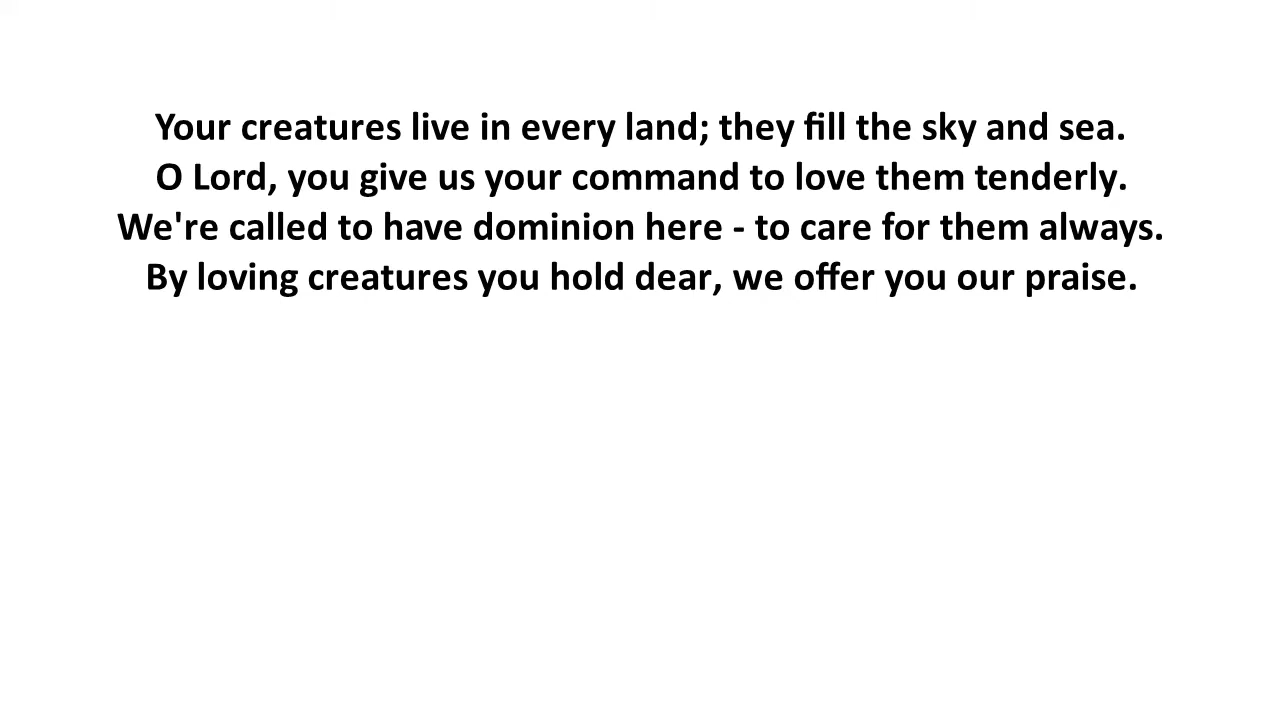 Your creatures live in every land; they fill the sky and sea.
O Lord, you give us your command to love them tenderly.
We're called to have dominion here - to care for them always.
By loving creatures you hold dear, we offer you our praise.